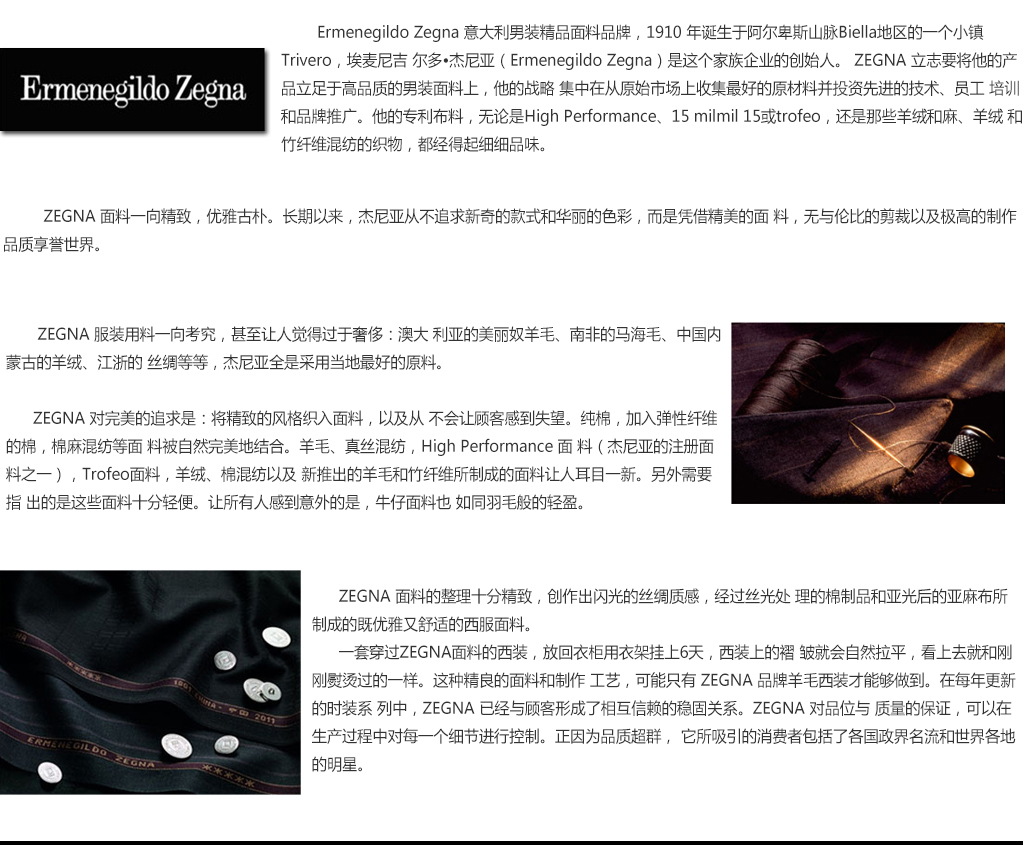 Ermenegildo Zegna
Ermenegildo Zegna 意大利男装精品面料品牌，1910 年诞生于阿尔卑斯山脉Biella地区的一个小镇
Trivero，埃麦尼吉 尔多•杰尼亚（Ermenegildo Zegna）是这个家族企业的创始人。 ZEGNA 立志要将他的产
品立足于高品质的男装面料上，他的战略 集中在从原始市场上收集最好的原材料并投资先进的技术、员工 培训
和品牌推广。他的专利布料，无论是High Performance、15 milmil 15或trofeo，还是那些羊绒和麻、羊绒 和
竹纤维混纺的织物，都经得起细细品味。
ZEGNA 面料一向精致，优雅古朴。长期以来，杰尼亚从不追求新奇的款式和华丽的色彩，而是凭借精美的面 料，无与伦比的剪裁以及极高的制作
品质享誉世界。
ZEGNA 服装用料一向考究，甚至让人觉得过于奢侈：澳大 利亚的美丽奴羊毛、南非的马海毛、中国内
蒙古的羊绒、江浙的 丝绸等等，杰尼亚全是采用当地最好的原料。
ZEGNA 对完美的追求是：将精致的风格织入面料，以及从 不会让顾客感到失望。纯棉，加入弹性纤维
的棉，棉麻混纺等面 料被自然完美地结合。羊毛、真丝混纺，High Performance 面 料（杰尼亚的注册面
料之一），Trofeo面料，羊绒、棉混纺以及 新推出的羊毛和竹纤维所制成的面料让人耳目一新。另外需要
指 出的是这些面料十分轻便。让所有人感到意外的是，牛仔面料也 如同羽毛般的轻盈。
ZEGNA 面料的整理十分精致，创作出闪光的丝绸质感，经过丝光处 理的棉制品和亚光后的亚麻布所
制成的既优雅又舒适的西服面料。
一套穿过ZEGNA面料的西装，放回衣柜用衣架挂上6天，西装上的褶 皱就会自然拉平，看上去就和刚
刚熨烫过的一样。这种精良的面料和制作 工艺，可能只有 ZEGNA 品牌羊毛西装才能够做到。在每年更新
的时装系 列中，ZEGNA 已经与顾客形成了相互信赖的稳固关系。ZEGNA 对品位与 质量的保证，可以在
生产过程中对每一个细节进行控制。正因为品质超群， 它所吸引的消费者包括了各国政界名流和世界各地
的明星。
CHINA - 中国 2011
ERMENEGILDO ZEGNA